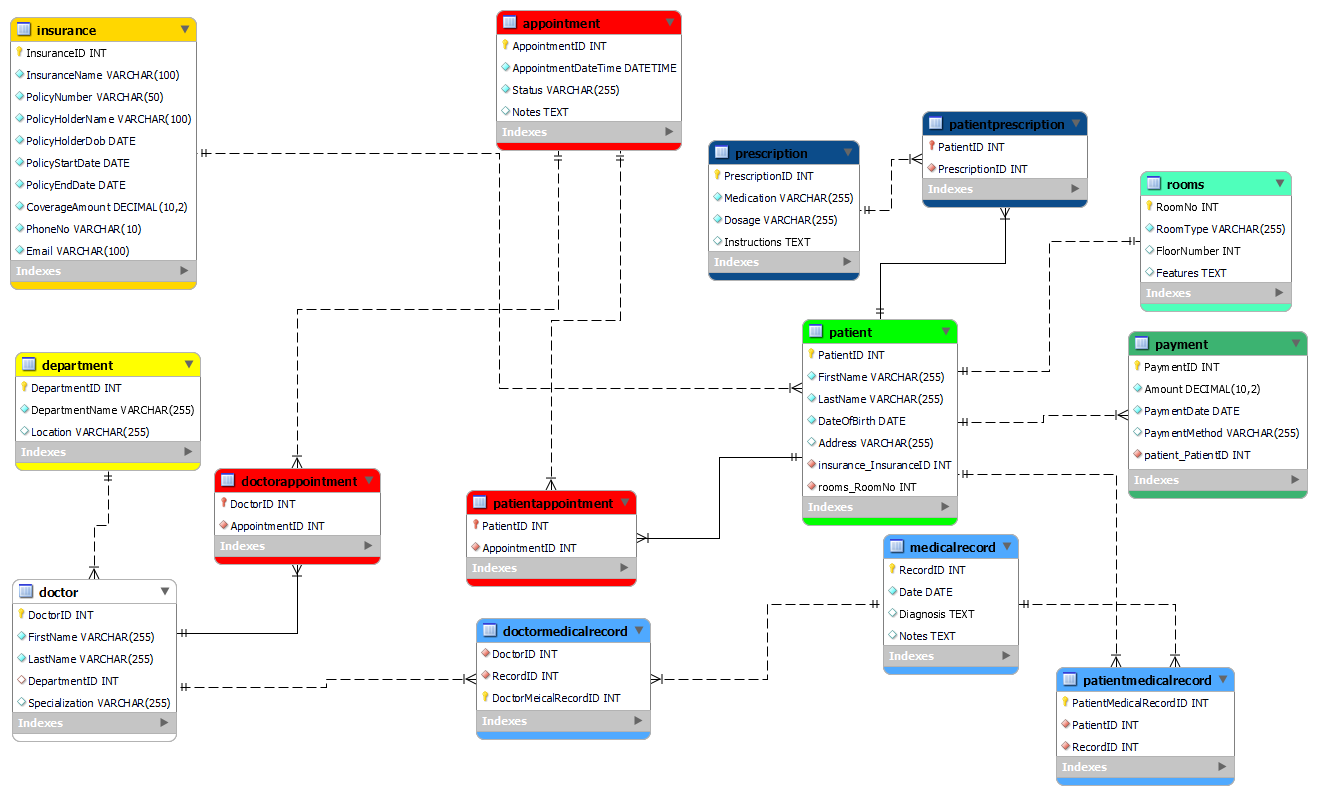 insurance
InsuranceID INT
InsuranceName VARCHAR(100)
PolicyNumber VARCHAR(50)
PolicyHolderName VARCHAR(100)
PolicyHolderDob DATE
PolicyStartDate DATE
PolicyEndDate DATE
CoverageAmount DECIMAL(10,2)
PhoneNo VARCHAR(10)
Email VARCHAR(100)
Indexes
appointment
AppointmentID INT
AppointmentDateTime DATETIME
Status VARCHAR(255)
Notes TEXT
Indexes
prescription
PrescriptionID INT
Medication VARCHAR(255)
Dosage VARCHAR(255)
Instructions TEXT
Indexes
patientprescription
PatientID INT
PrescriptionID INT
Indexes
rooms
RoomNo INT
RoomType VARCHAR(255)
FloorNumber INT
Features TEXT
Indexes
department
DepartmentID INT
DepartmentName VARCHAR(255)
Location VARCHAR(255)
Indexes
patient
PatientID INT
FirstName VARCHAR(255)
LastName VARCHAR(255)
DateOfBirth DATE
Address VARCHAR(255)
insurance_InsuranceID INT
rooms_RoomNo INT
Indexes
payment
PaymentID INT
Amount DECIMAL(10,2)
PaymentDate DATE
PaymentMethod VARCHAR(255)
patient_PatientID INT
Indexes
doctorappointment
DoctorID INT
AppointmentID INT
Indexes
patientappointment
PatientID INT
AppointmentID INT
Indexes
doctor
DoctorID INT
FirstName VARCHAR(255)
LastName VARCHAR(255)
DepartmentID INT
Specialization VARCHAR(255)
Indexes
doctormedicalrecord
DoctorID INT
RecordID INT
DoctorMeicalRecordID INT
Indexes
medicalrecord
RecordID INT
Date DATE
Diagnosis TEXT
Notes TEXT
Indexes
patientmedicalrecord
PatientMedicalRecordID INT
PatientID INT
RecordID INT
Indexes